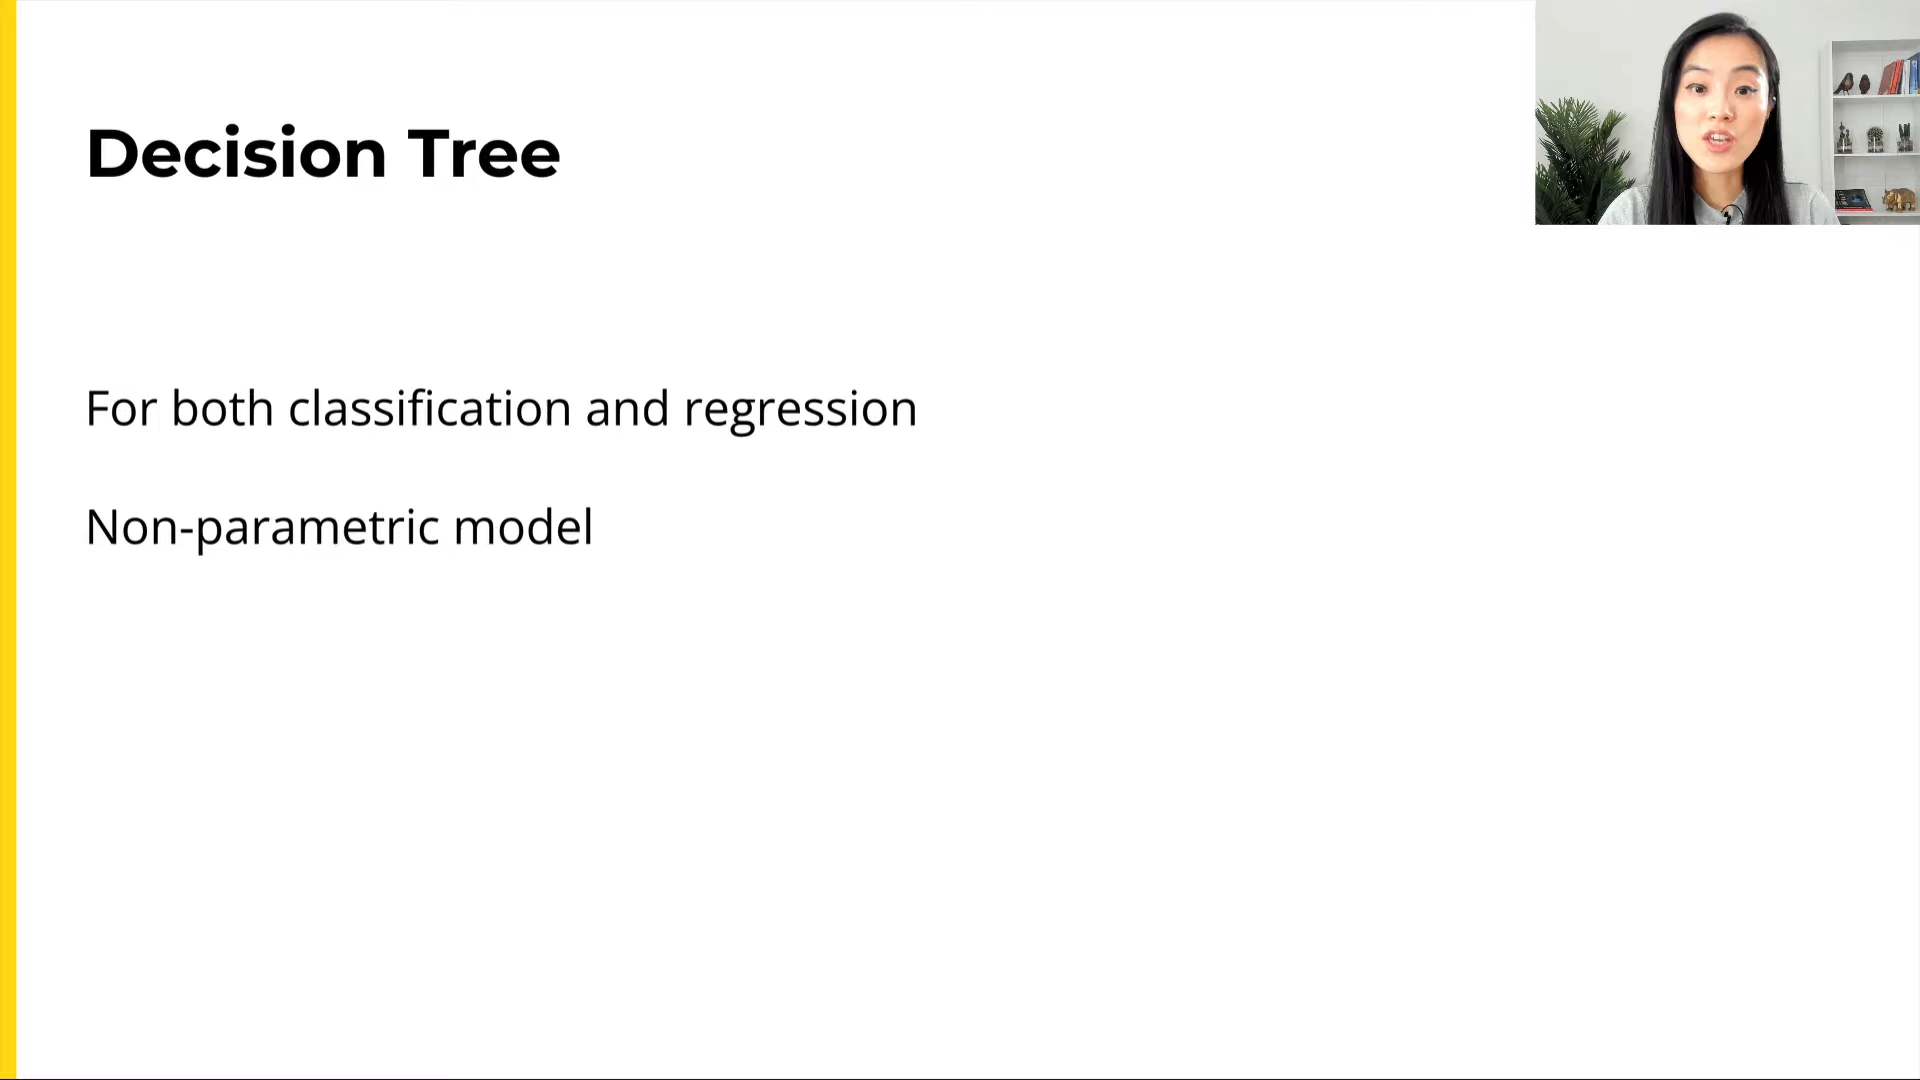 Decision Tree
For both classification and regression
Non-parametric model